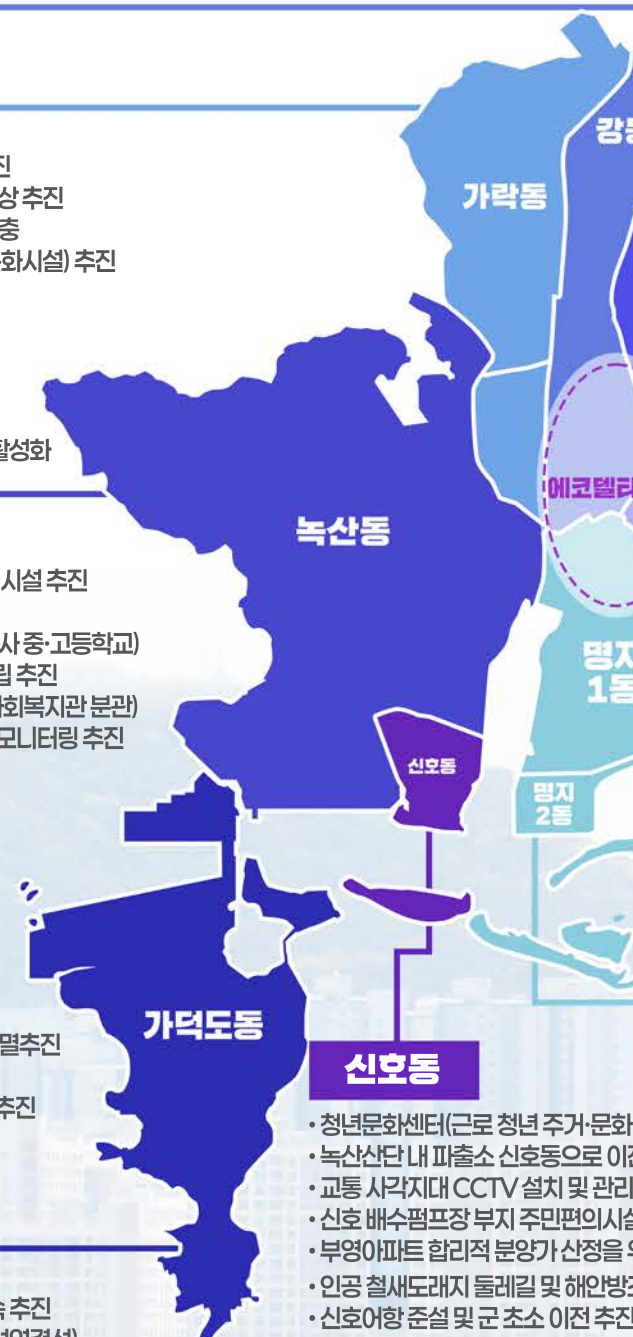 진
상 추진
충
화시설) 추진
활성화
시설 추진
사 중·고등학교)
립 추진
사회복지관 분관)
모니터링 추진
멸추진
추진
속 추진
강동
가락동
에코델타
녹산동
명지
1동
신호동
명지
2동
가덕도동
신호동
• 청년문화센터(근로 청년 주거·문화
• 녹산산단 내 파출소 신호동으로 이전
• 교통 사각지대 CCTV 설치 및 관리
• 신호 배수펌프장 부지 주민편의시설
• 부영아파트 합리적 분양가 산정을 위
• 인공 철새도래지 둘레길 및 해안방조
• 신호어항 준설 및 군 초소 이전 추진